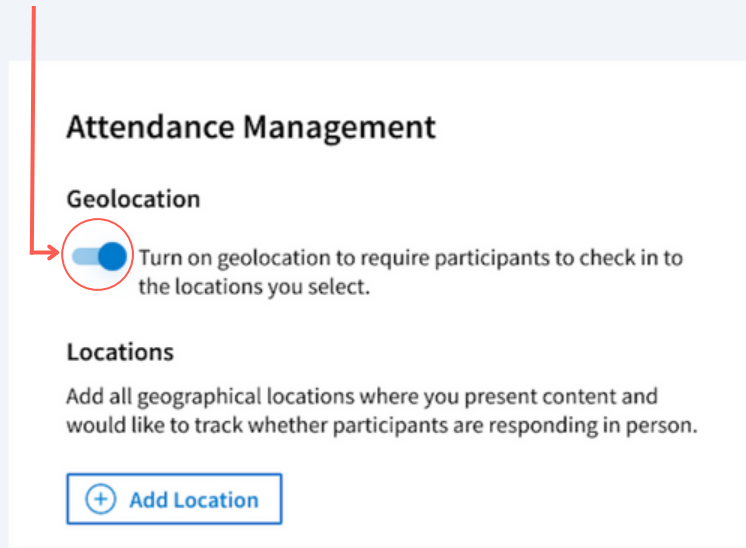 Attendance Management
Geolocation
Turn on geolocation to require participants to check in to
the locations you select.
Locations
Add all geographical locations where you present content and
would like to track whether participants are responding in person.
Add Location